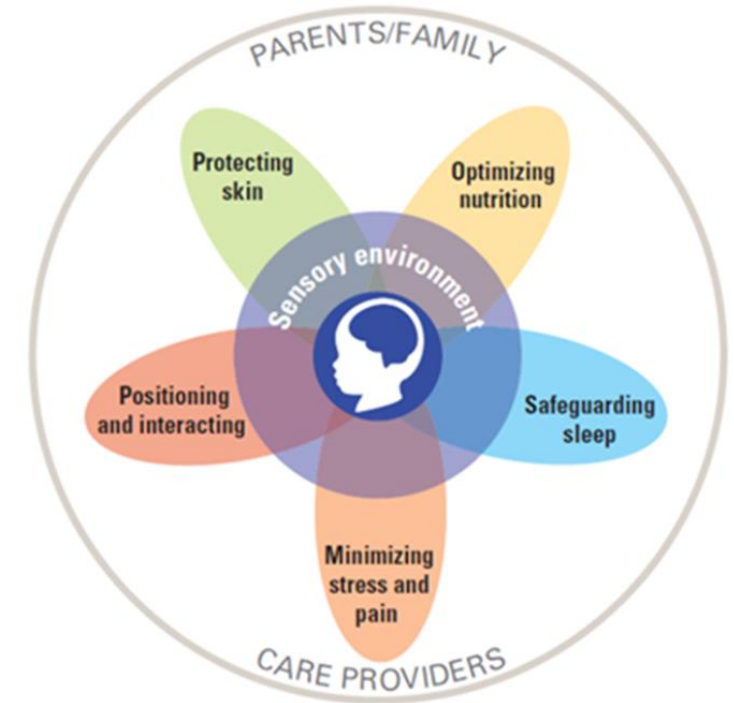 PARENTS/FAMILY
Protecting
skin
Optimizing
nutrition
Sensory environment
Positioning
and interacting
Safeguarding
sleep
Minimizing
stress and
pain
CARE PROVIDERS